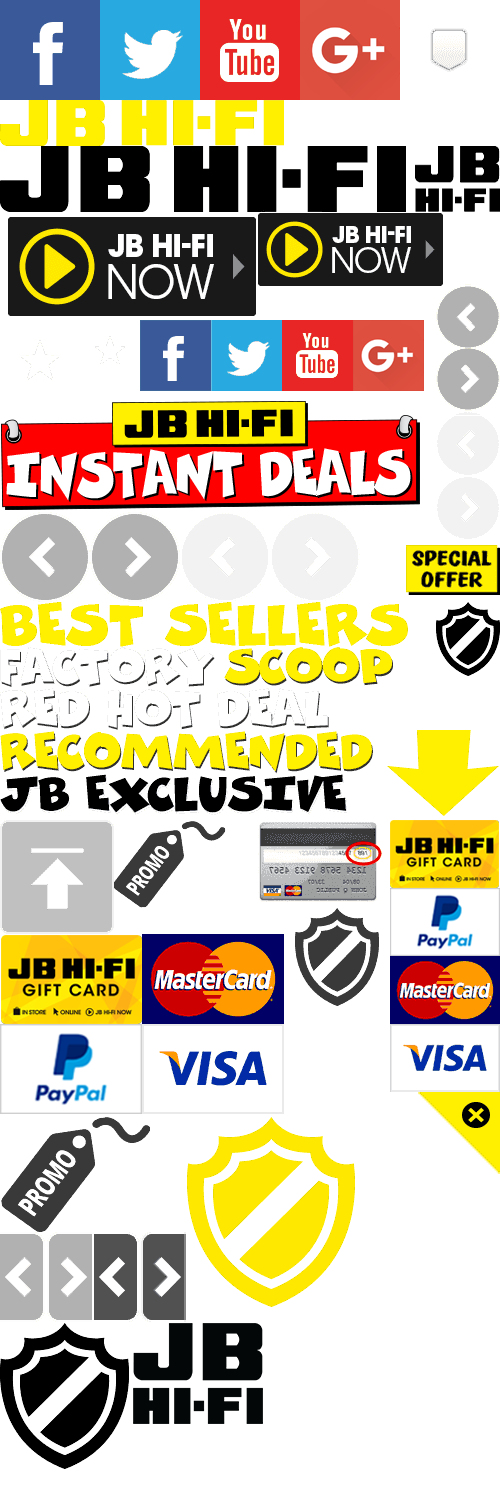 f
You
Tube
G+
JB HI-FI
JB HI-FI
JB
HI-FI
JB HI-FI
NOW
JB HI-FI
NOW
f
You
Tube
G+
JB HI-FI
INSTANT DEALS
SPECIAL
OFFER
BEST SELLERS
FACTORY SCOOP
RED HOT DEAL
RECOMMENDED
JB EXCLUSIVE
PROMO
1234 5678 9123 4567
JOHN Q PUBLIC
VISA MasterCard
JB HI-FI
GIFT CARD
IN STORE ONLINE JB HI-FI NOW
PayPal
MasterCard
VISA
JB HI-FI
GIFT CARD
IN STORE ONLINE JB HI-FI NOW
MasterCard
PayPal
VISA
PROMO
JB
HI-FI